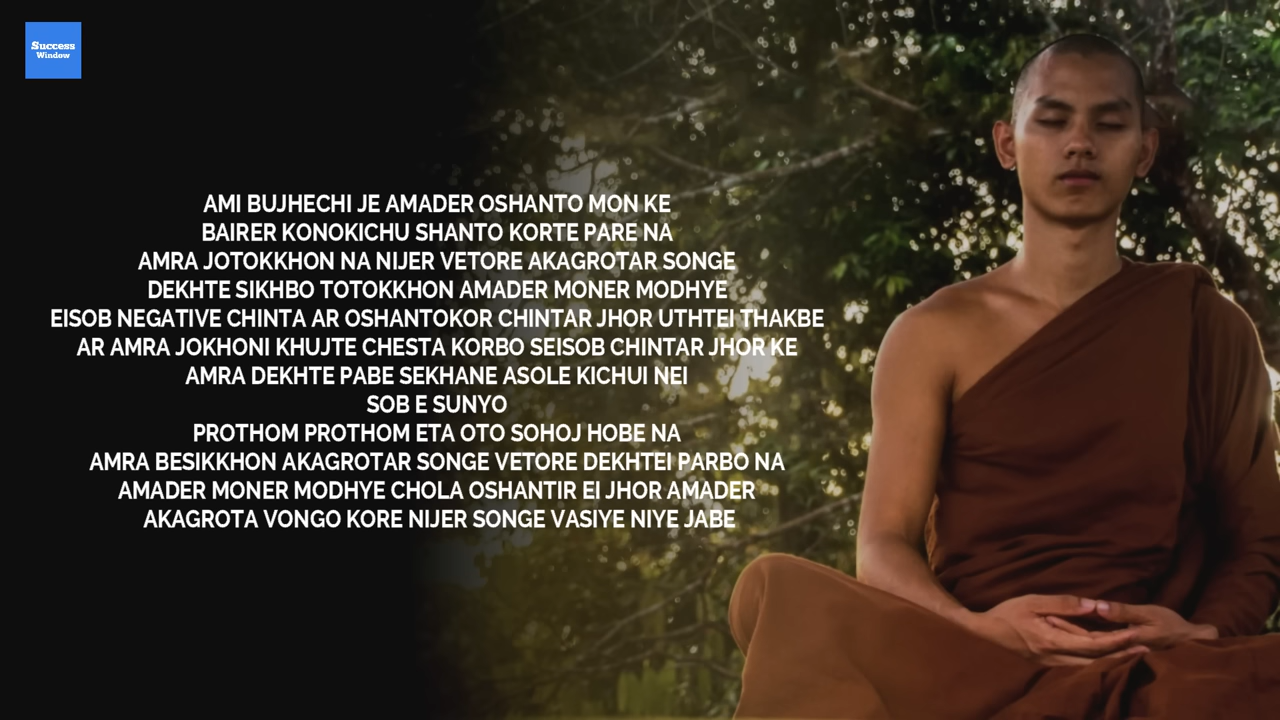 Success
Window
AMI BUJHECHI JE AMADER OSHANTO MON KE
BAIRER KONOKICHU SHANTO KORTE PARE NA
AMRA JOTOKKHON NA NIJER VETORE AKAGROTAR SONGE
DEKHTE SIKHBO TOTOKKHON AMADER MONER MODHYE
EISOB NEGATIVE CHINTA AR OSHANTOKOR CHINTAR JHOR UTHTEI THAKBE
AR AMRA JOKHONI KHUJTE CHESTA KORBO SEISOB CHINTAR JHOR KE
AMRA DEKHTE PABE SEKHANE ASOLE KICHUI NEI
SOB E SUNYO
PROTHOM PROTHOM ETA OTO SOHOJ HOBE NA
AMRA BESIKKHON AKAGROTAR SONGE VETORE DEKHTEI PARBO NA
AMADER MONER MODHYE CHOLA OSHANTIR EI JHOR AMADER
AKAGROTA VONGO KORE NIJER SONGE VASIYE NIYE JABE